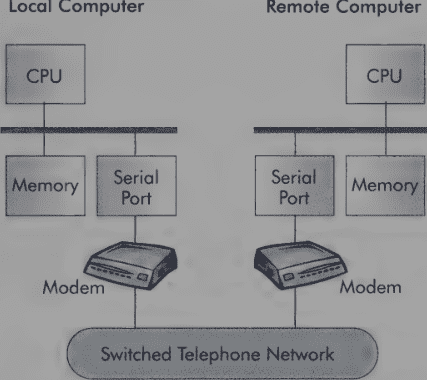 Local Computer
Remote Computer
CPU
CPU
Memory
Serial
Port
Serial
Port
Memory
Modem
Modem
Switched Telephone Network